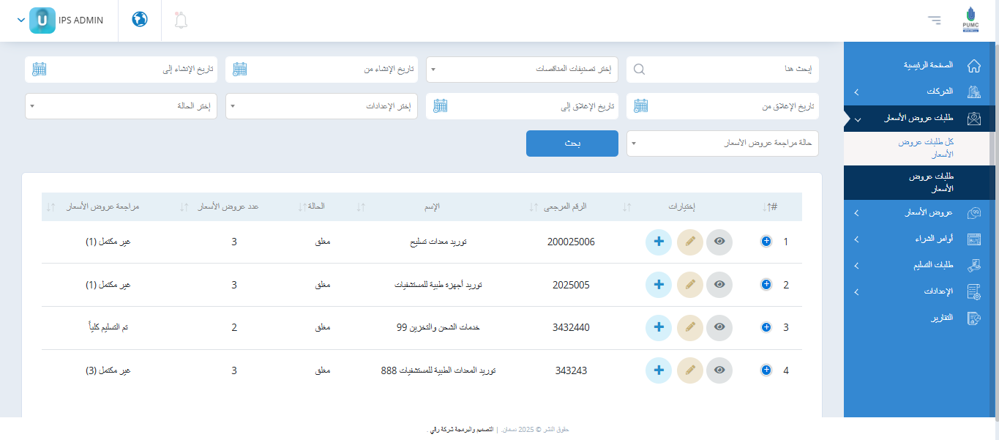 PUMC
IPS ADMIN
الصفحة الرئيسية
الشركات
طلبات عروض الأسعار
كل طلبات عروض
الأسعار
طلبات عروض
الأسعار
عروض الأسعار
أوامر الشراء
طلبات التسليم
الإعدادات
التقارير
إبحث هنا
إختر تصنيفات المناقصات
تاريخ الإنشاء من
تاريخ الإنشاء إلى
تاريخ الإغلاق من
تاريخ الإغلاق إلى
إختر الإعدادات
إختر الحالة
حالة مراجعة عروض الأسعار
بحث
# إختيارات الرقم المرجعي الإسم الحالة عدد عروض الأسعار مراجعة عروض الأسعار
1 200025006 توريد معدات تسليح مغلق 3 غير مكتمل (1)
2 2025005 توريد أجهزة طبية للمستشفيات مغلق 3 غير مكتمل (1)
3 3432440 خدمات الشحن والتخزين 99 مغلق 2 تم التسليم كلياً
4 343243 توريد المعدات الطبية للمستشفيات 888 مغلق 3 غير مكتمل (3)
حقوق النشر © 2025 نسمان. | التصميم والبرمجة شركة رقي .